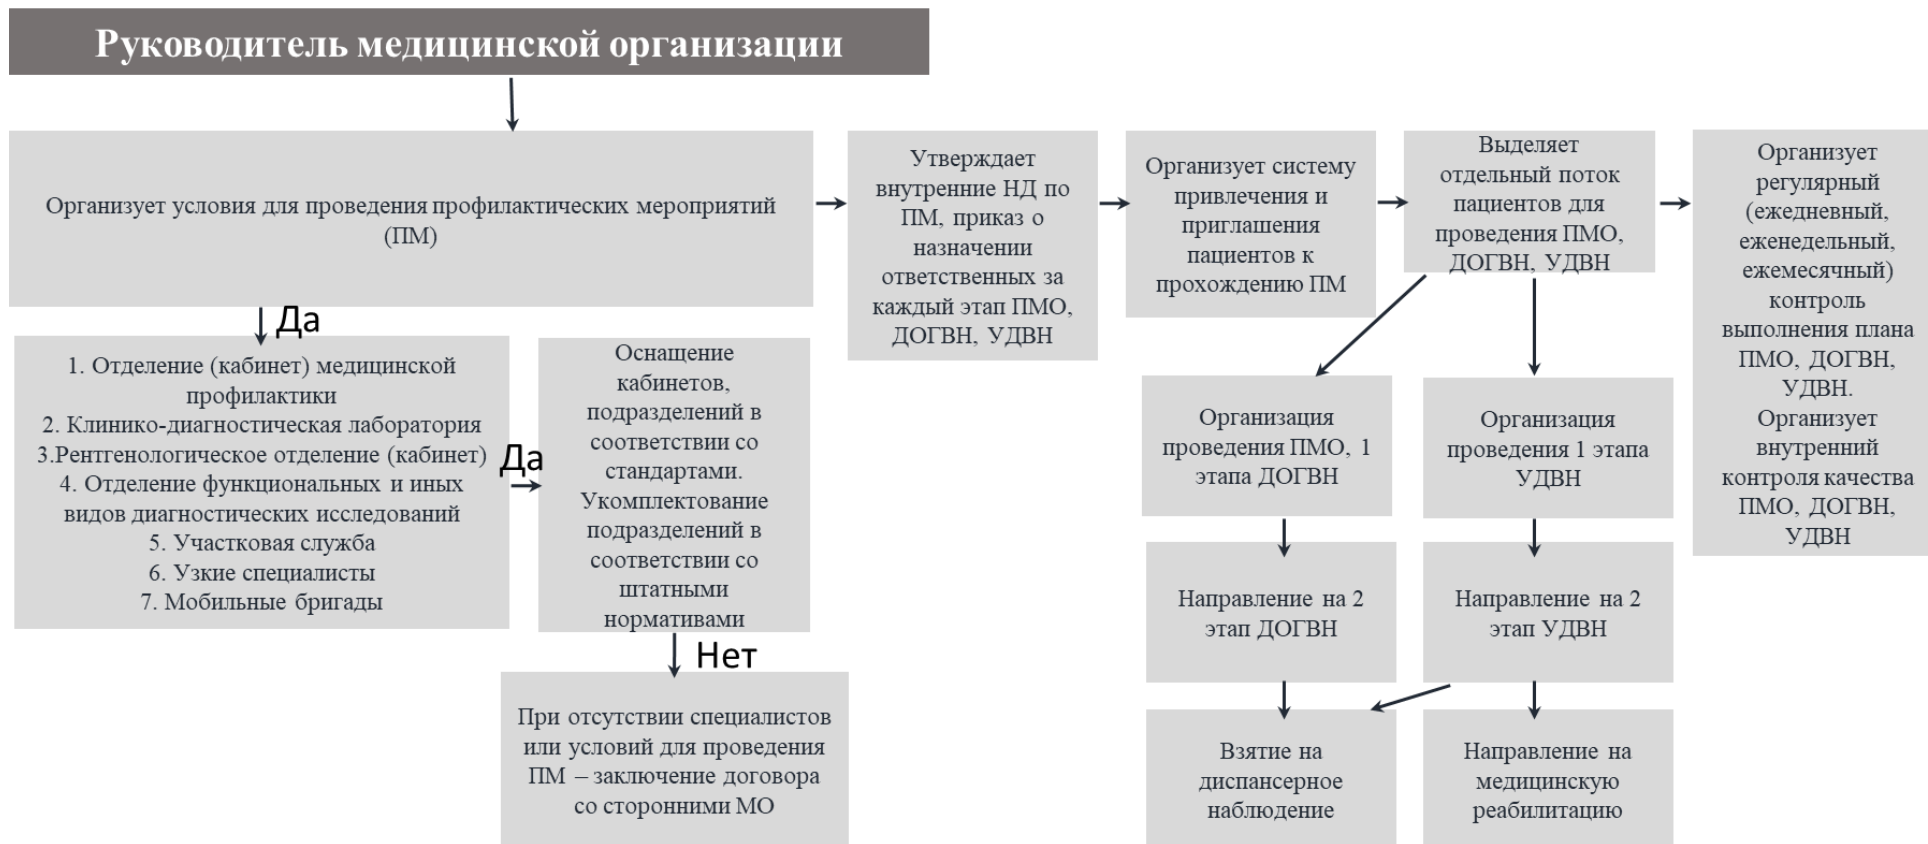 Руководитель медицинской организации
Организует условия для проведения профилактических мероприятий
(ПМ)
Утверждает
внутренние НД по
ПМ, приказ о
назначении
ответственных за
каждый этап ПМО,
ДОГВН, УДВН
Организует систему
привлечения и
приглашения
пациентов к
прохождению ПМ
Выделяет
отдельный поток
пациентов для
проведения ПМО,
ДОГВН, УДВН
Организует
регулярный
(ежедневный,
еженедельный,
ежемесячный)
контроль
выполнения плана
ПМО, ДОГВН,
УДВН.
Организует
внутренний
контроля качества
ПМО, ДОГВН,
УДВН
Да
1. Отделение (кабинет) медицинской
профилактики
2. Клинико-диагностическая лаборатория
3.Рентгенологическое отделение (кабинет)
4. Отделение функциональных и иных
видов диагностических исследований
5. Участковая служба
6. Узкие специалисты
7. Мобильные бригады
Да
Оснащение
кабинетов,
подразделений в
соответствии со
стандартами.
Укомплектование
подразделений в
соответствии со
штатными
нормативами
Нет
При отсутствии специалистов
или условий для проведения
ПМ – заключение договора
со сторонними МО
Организация
проведения ПМО, 1
этапа ДОГВН
Организация
проведения 1 этапа
УДВН
Направление на 2
этап ДОГВН
Направление на 2
этап УДВН
Взятие на
диспансерное
наблюдение
Направление на
медицинскую
реабилитацию